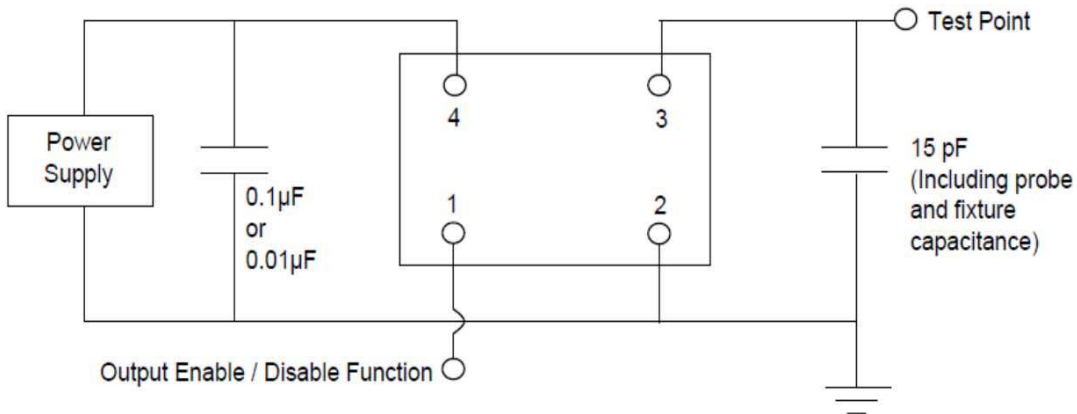 Test Point
4
3
Power
Supply
15 pF
(Including probe
and fixture
capacitance)
0.1µF
or
0.01µF
1
2
Output Enable / Disable Function